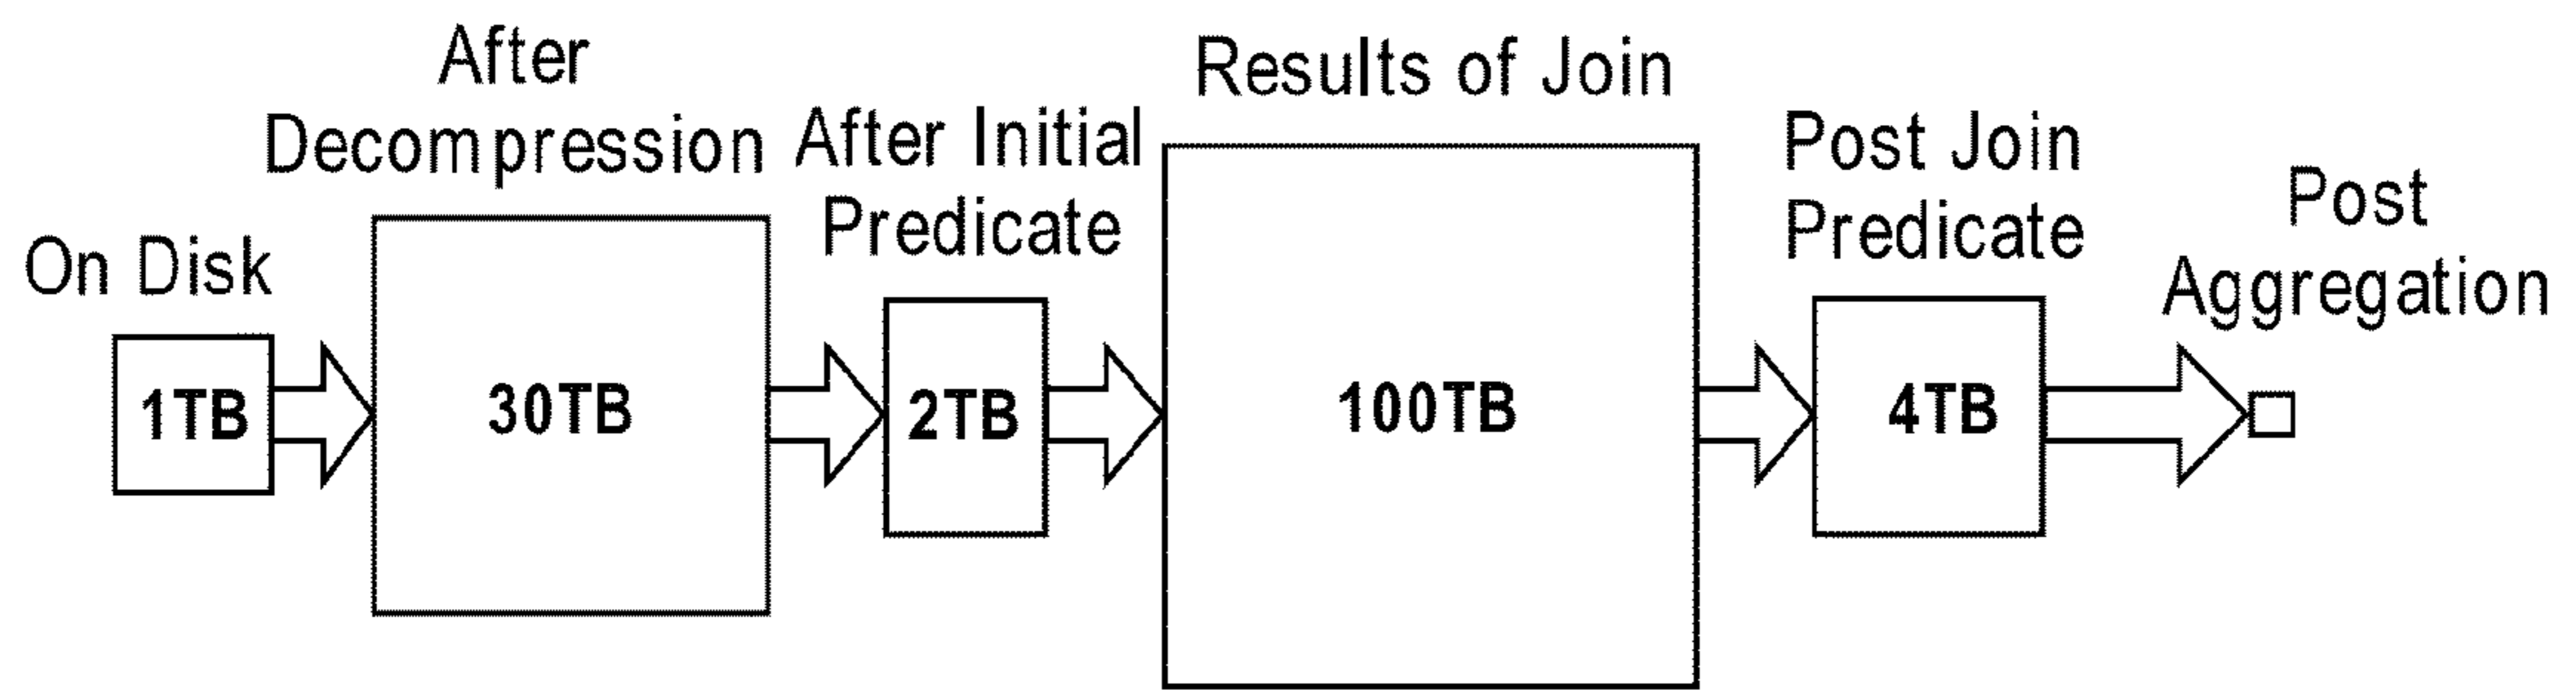 On Disk
1TB
After
Decompression
30TB
After Initial
Predicate
2TB
Results of Join
100TB
Post Join
Predicate
4TB
Post
Aggregation